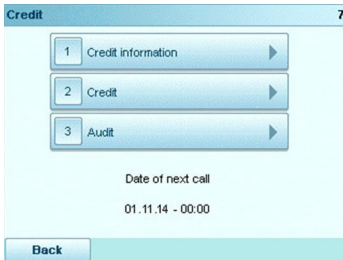 Credit 7
1 Credit information
2 Credit
3 Audit
Date of next call
01.11.14 - 00:00
Back